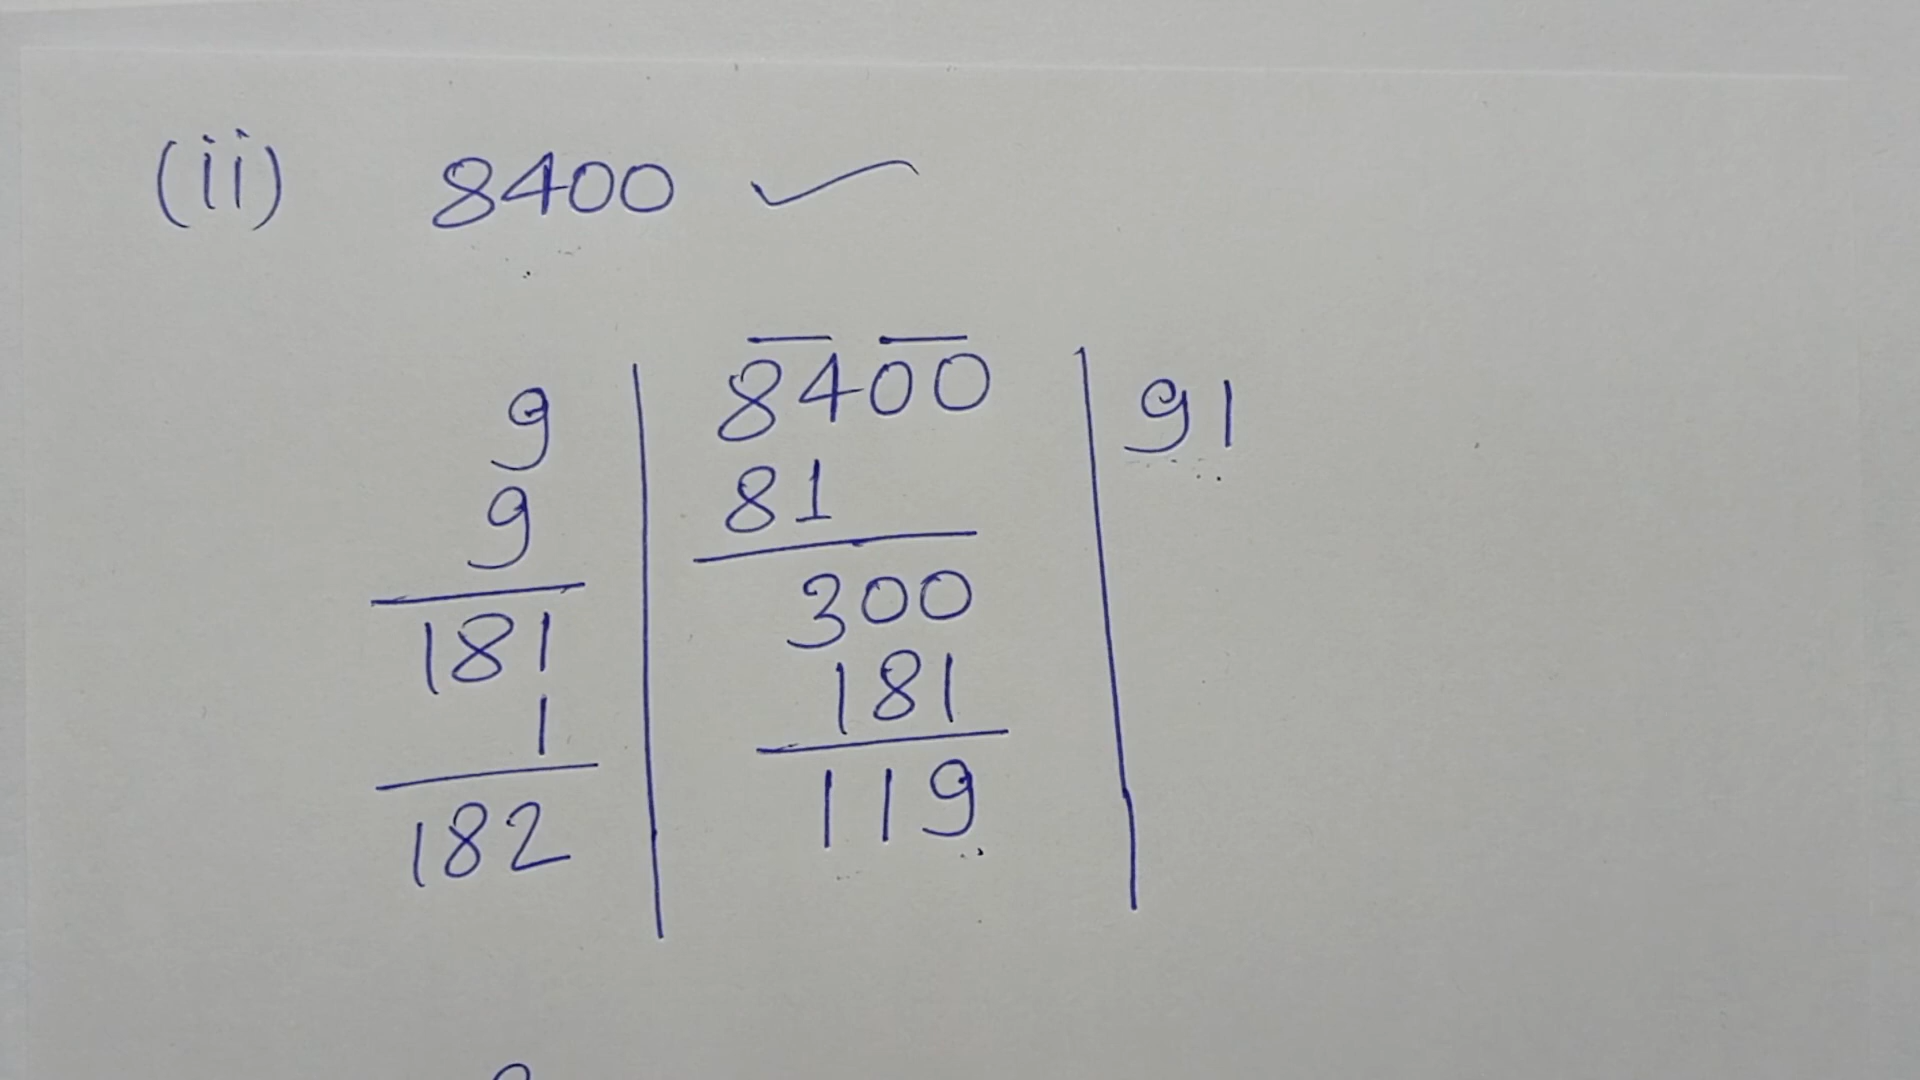 (ii) 8400 ✓
9 | 8400 | 91
9 | 81
181 | 300
1 | 181
182 | 119